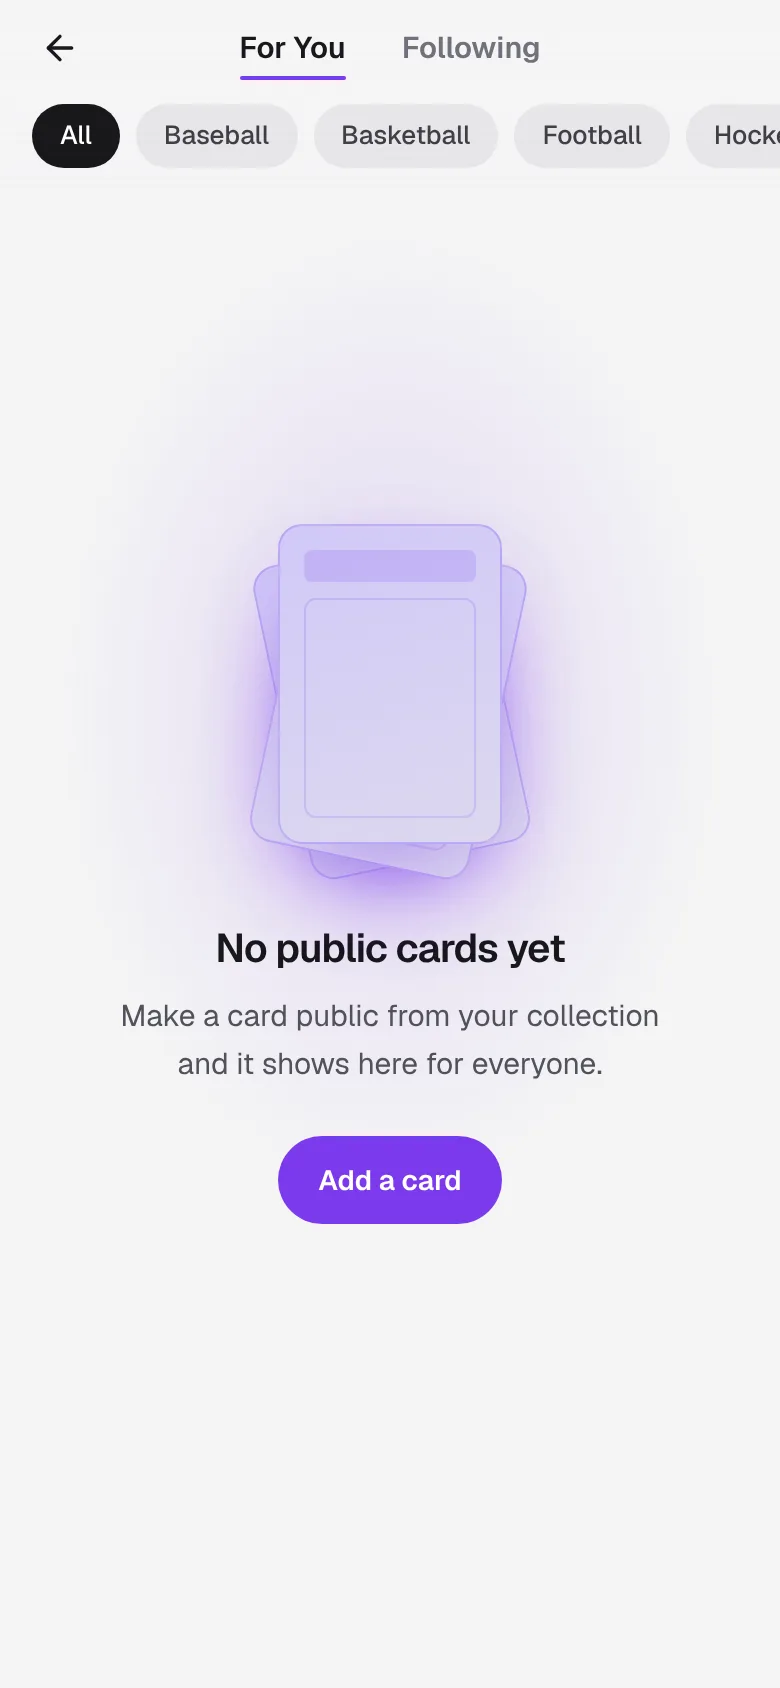 For You Following
All Baseball Basketball Football Hocke
No public cards yet
Make a card public from your collection
and it shows here for everyone.
Add a card